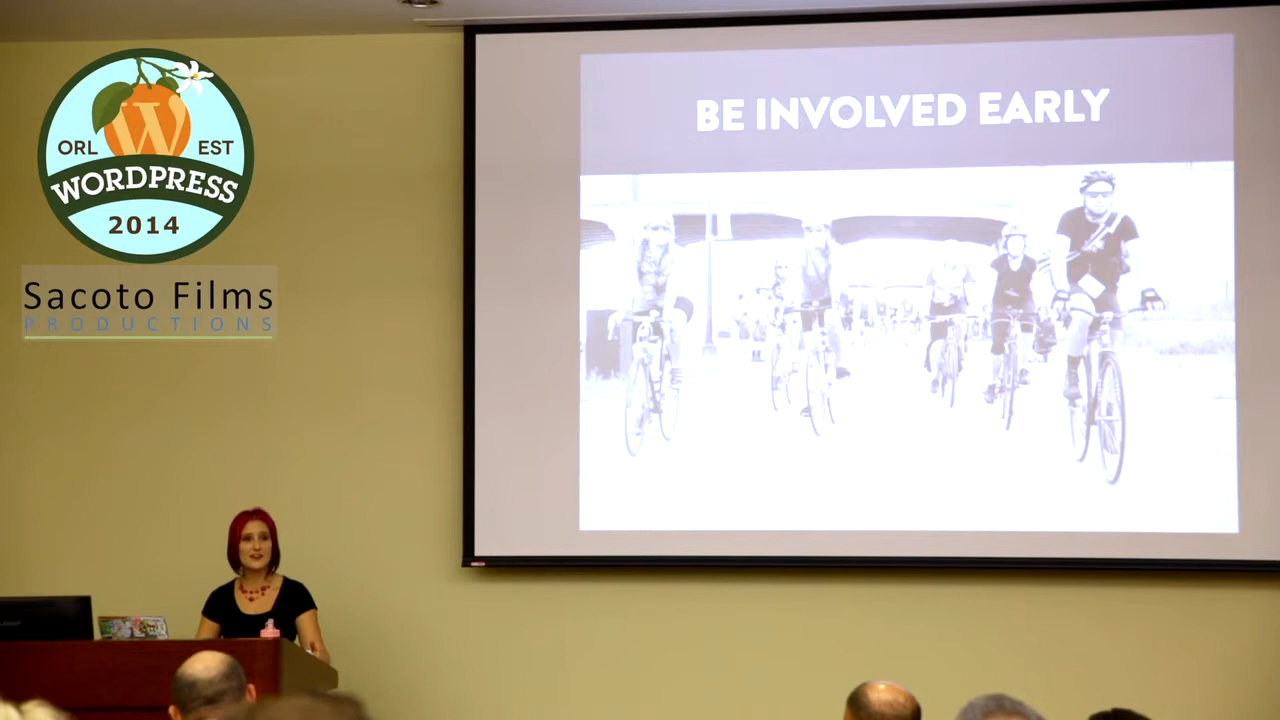 ORL
W
EST
WORDPRESS
2014
Sacoto Films
PRODUCTIONS
BE INVOLVED EARLY